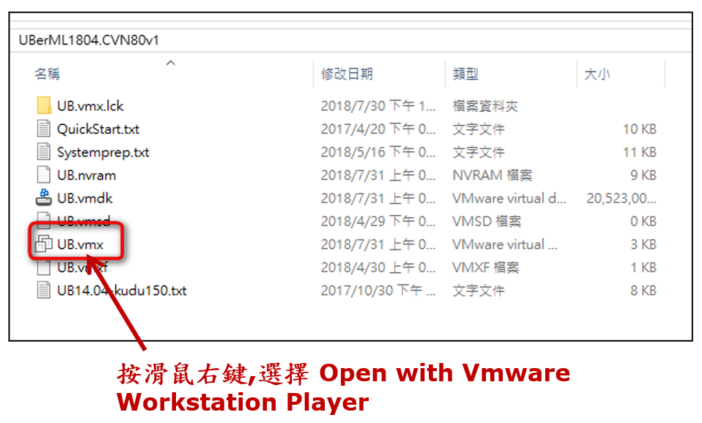 UBerML1804.CVN80v1
名稱 修改日期 類型 大小
UB.vmx.lck 2018/7/30 下午 1... 檔案資料夾
QuickStart.txt 2017/4/20 下午 0... 文字文件 10 KB
Systemprep.txt 2018/5/16 下午 0... 文字文件 11 KB
UB.nvram 2018/7/31 上午 0... NVRAM 檔案 9 KB
UB.vmdk 2018/7/31 上午 0... VMware virtual d... 20,523,00...
UB.vmsd 2018/4/29 下午 0... VMSD 檔案 0 KB
UB.vmx 2018/7/31 上午 0... VMware virtual ... 3 KB
UB.vmxf 2018/4/30 上午 0... VMXF 檔案 1 KB
UB14.04-kudu150.txt 2017/10/30 下午 ... 文字文件 8 KB
按滑鼠右鍵,選擇 Open with Vmware
Workstation Player